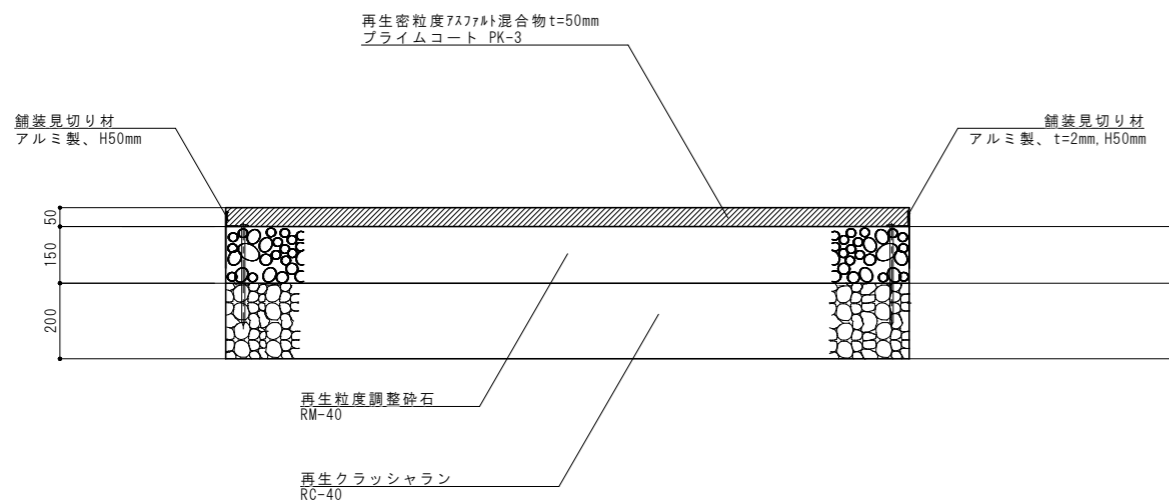 再生密粒度ｱｽﾌｧﾙﾄ混合物t=50mm
プライムコート PK-3
舗装見切り材
アルミ製、H50mm
舗装見切り材
アルミ製、t=2mm,H50mm
50
150
200
再生粒度調整砕石
RM-40
再生クラッシャラン
RC-40